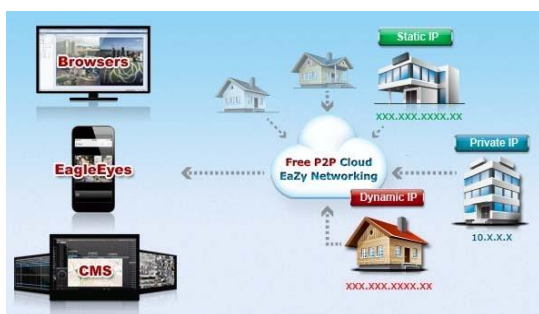 Browsers
EagleEyes
CMS
Free P2P Cloud
EaZy Networking
Static IP
XXX.XXX.XXXX.XX
Private IP
10.X.X.X
Dynamic IP
XXX.XXX.XXXX.XX